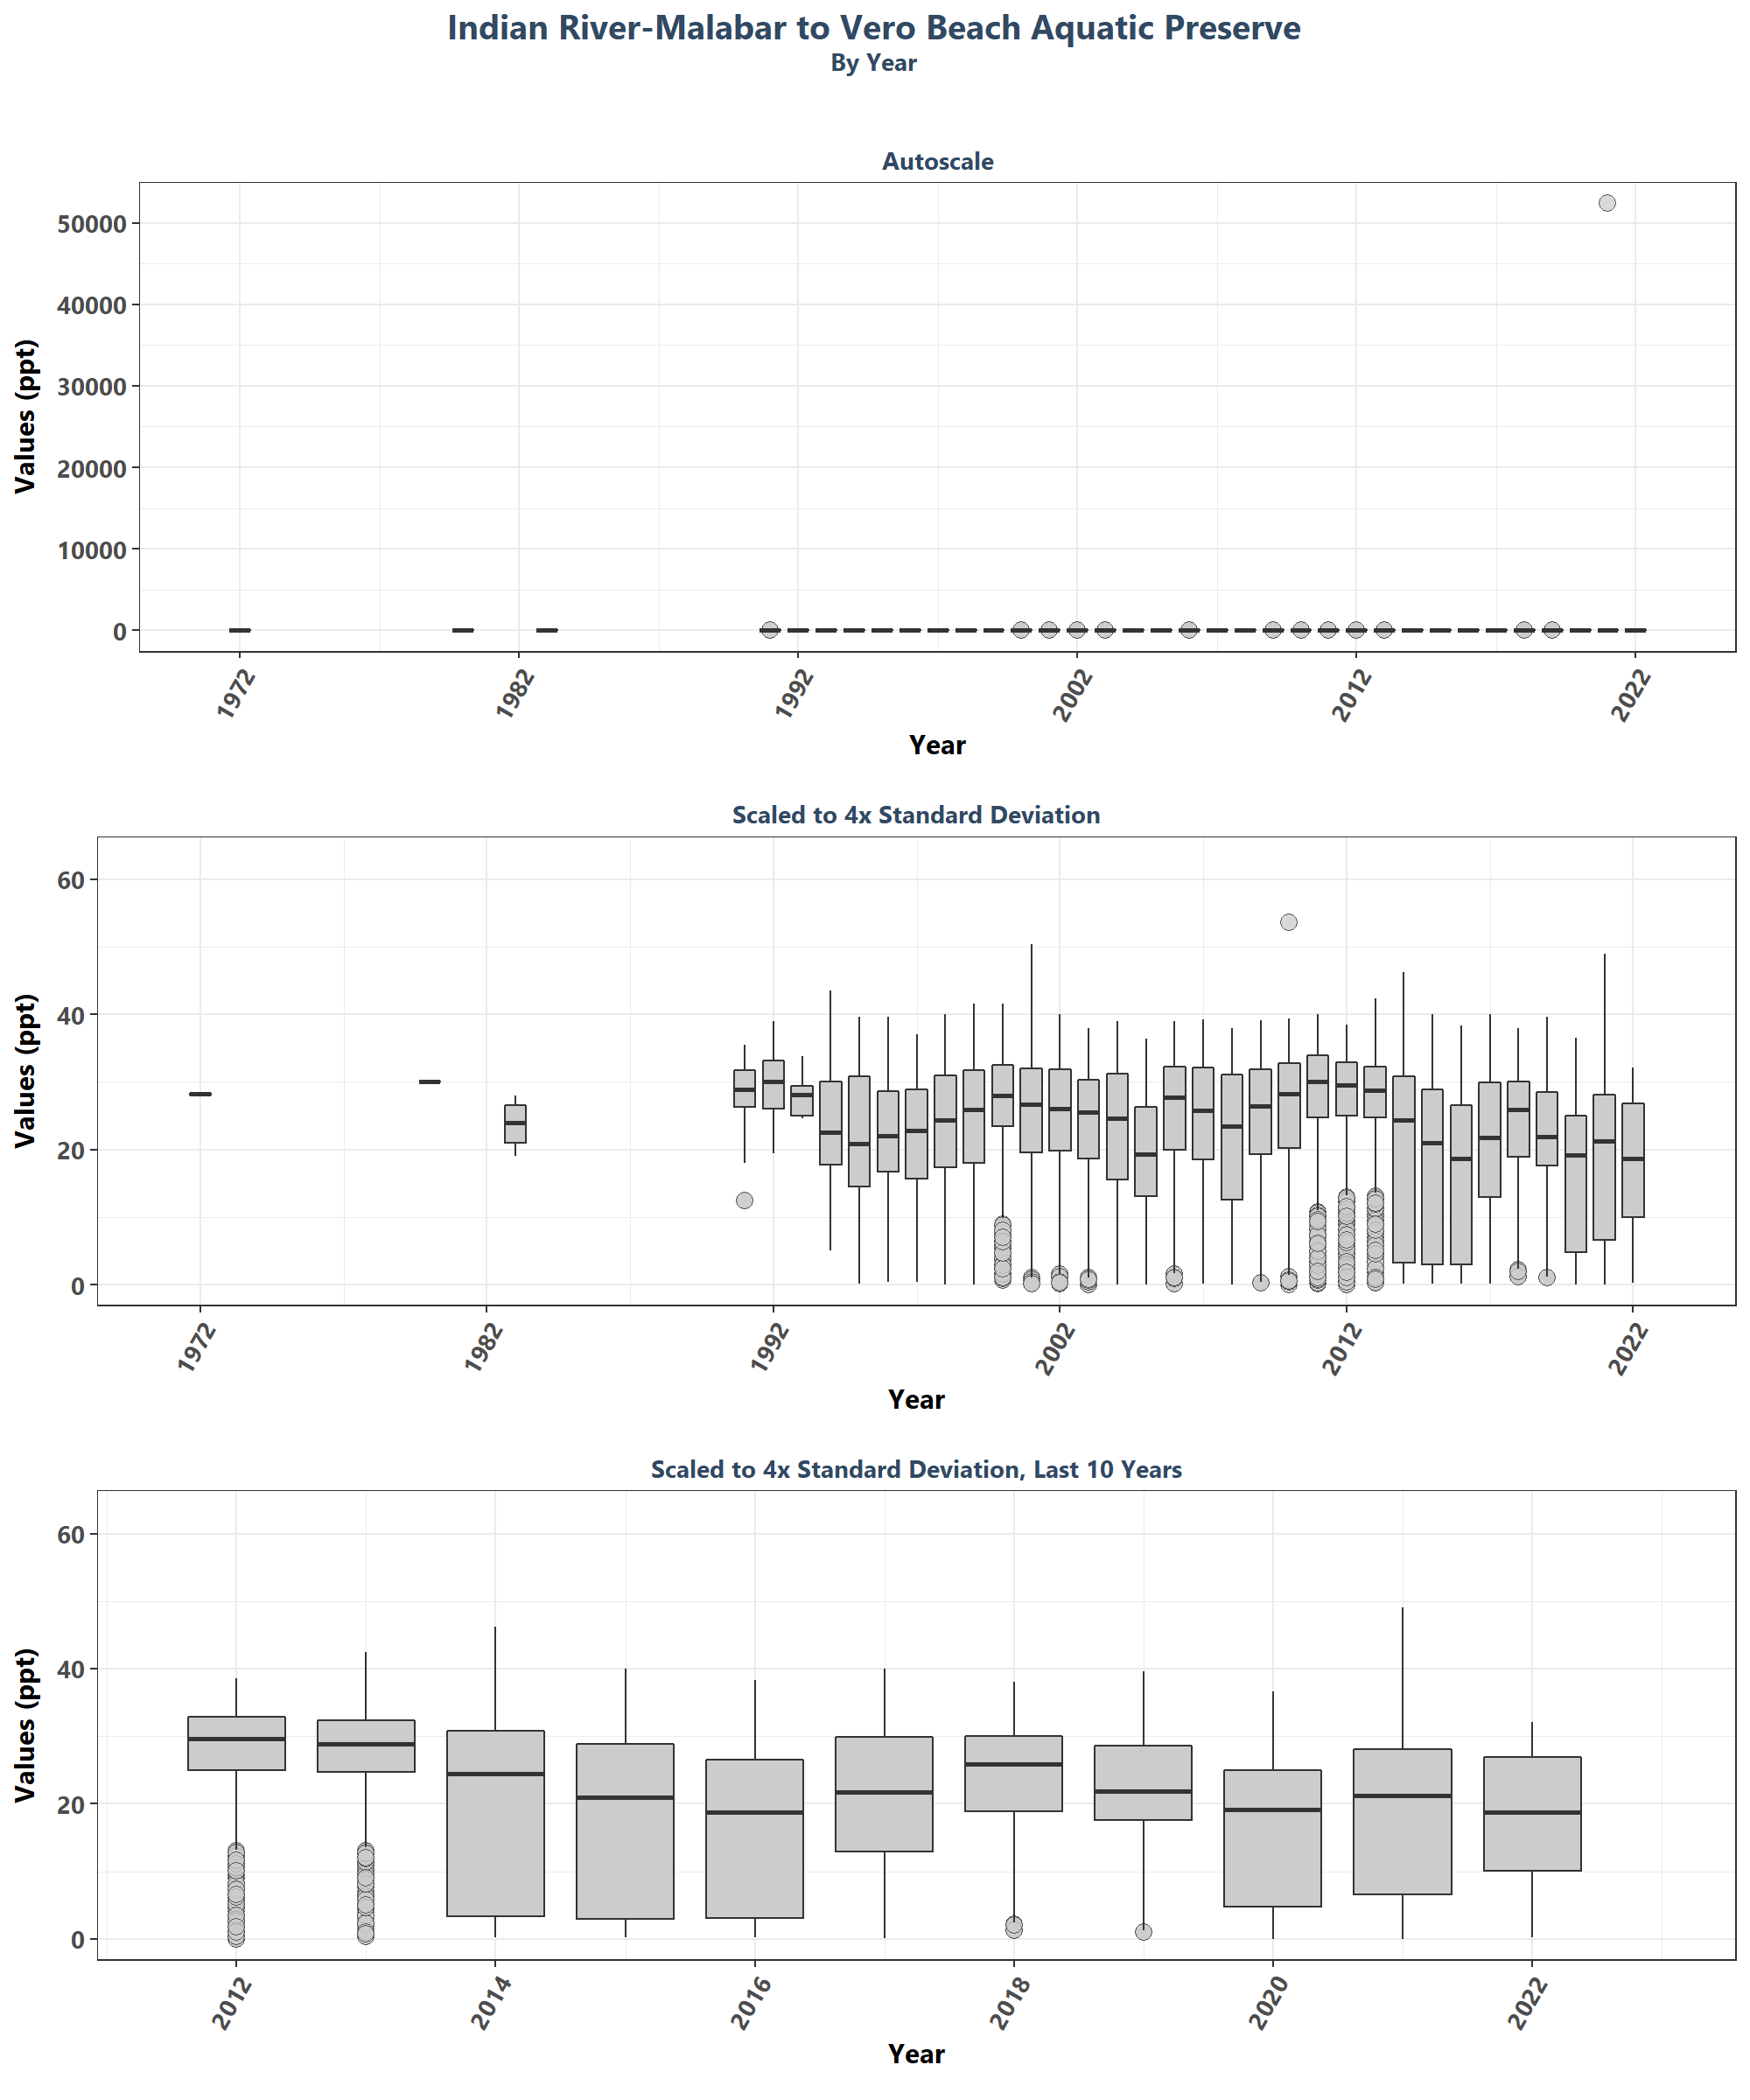 Indian River-Malabar to Vero Beach Aquatic Preserve
By Year
Autoscale
Values (ppt)
50000
40000
30000
20000
10000
0
1972
1982
1992
2002
2012
2022
Year
Scaled to 4x Standard Deviation
Values (ppt)
60
40
20
0
1972
1982
1992
2002
2012
2022
Year
Scaled to 4x Standard Deviation, Last 10 Years
Values (ppt)
60
40
20
0
2012
2014
2016
2018
2020
2022
Year